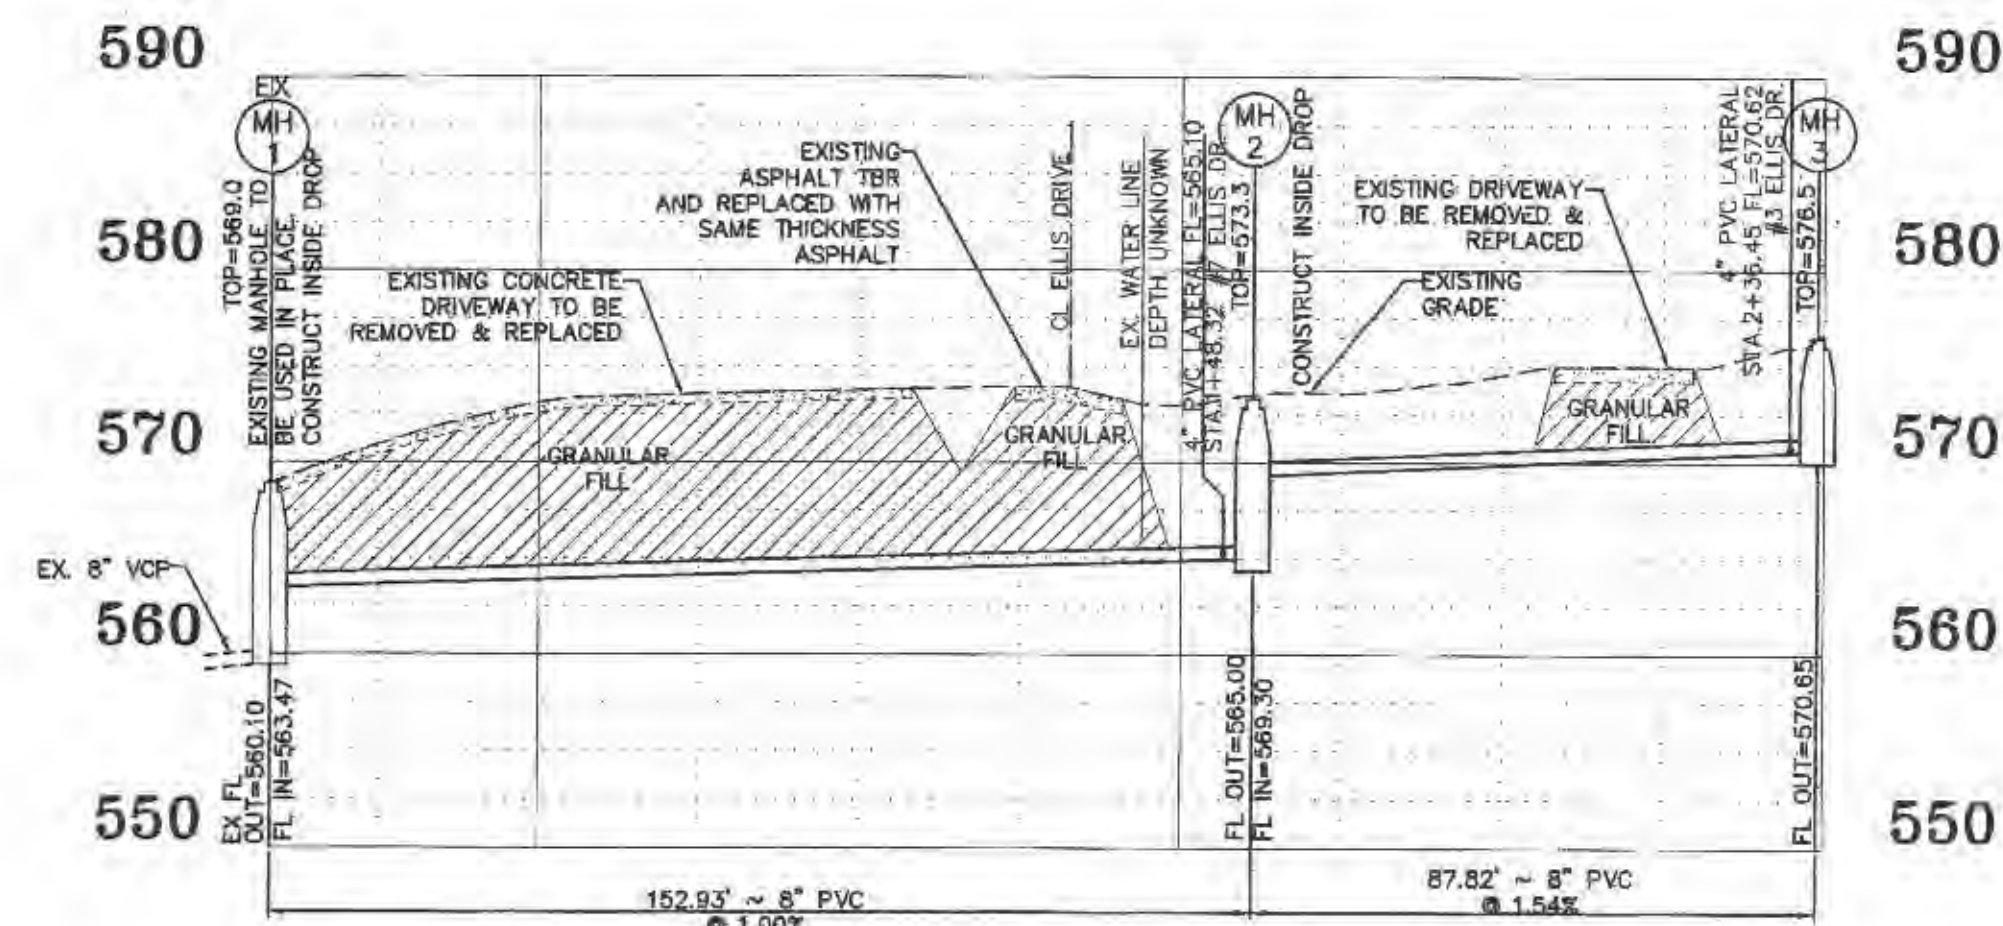 590
590
EX
MH
1
TOP=569.0
EXISTING MANHOLE TO
BE USED IN PLACE.
CONSTRUCT INSIDE DROP
EXISTING
ASPHALT TBR
AND REPLACED WITH
SAME THICKNESS
ASPHALT
CL ELLIS DRIVE
EX. WATER LINE
DEPTH UNKNOWN
4" PVC LATERAL FL=565.10
STA.1+48.32 #7 ELLIS DR.
MH
2
TOP=573.3
CONSTRUCT INSIDE DROP
EXISTING DRIVEWAY
TO BE REMOVED &
REPLACED
4" PVC LATERAL
STA.2+36.45 FL=570.62
#3 ELLIS DR.
MH
3
TOP=576.5
580
580
EXISTING CONCRETE
DRIVEWAY TO BE
REMOVED & REPLACED
EXISTING
GRADE
570
570
GRANULAR
FILL
GRANULAR
FILL
GRANULAR
FILL
EX. 8" VCP
560
560
EX FL
OUT=560.10
FL IN=563.47
FL OUT=565.00
FL IN=569.30
FL OUT=570.65
550
550
152.93' ~ 8" PVC
@ 1.00%
87.82' ~ 8" PVC
@ 1.54%